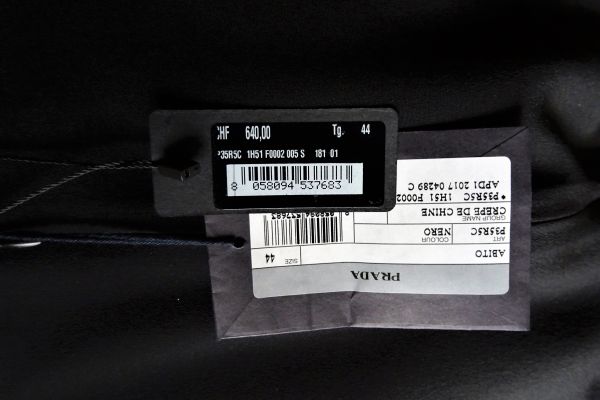 CHF 640,00 Tg. 44
P35R5C 1H51 F0002 005 S 181 01
8 058094 537683
PRADA
ABITO
SIZE 44
ART. P35R5C
COLOUR NERO
GROUP NAME CREPE DE CHINE
*P35R5C 1H51 F0002
APD1 2017 04289 C